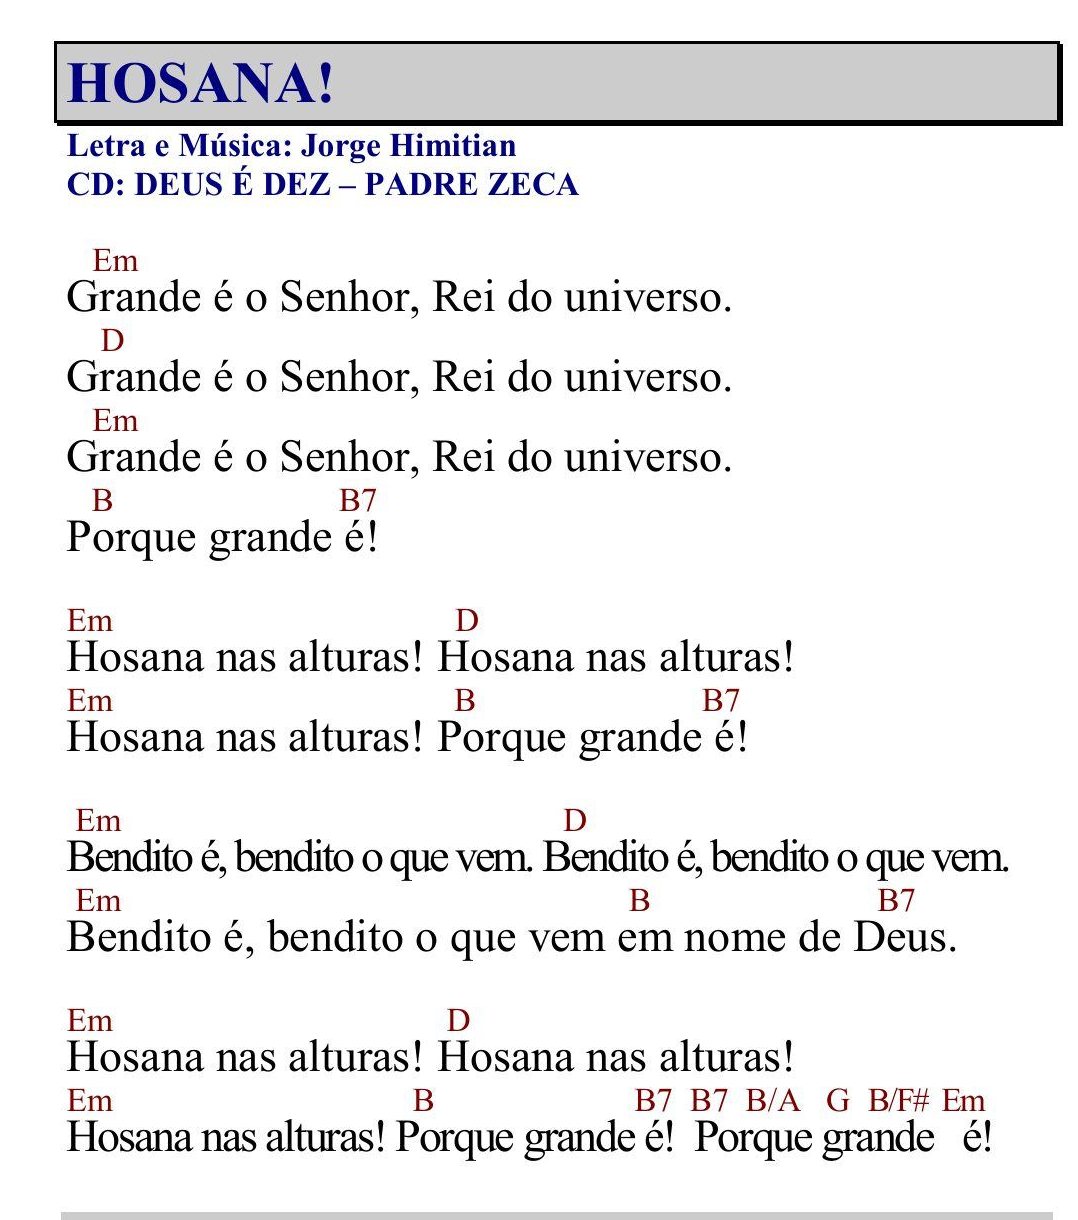 HOSANA!
Letra e Música: Jorge Himitian
CD: DEUS É DEZ – PADRE ZECA
Em
Grande é o Senhor, Rei do universo.
D
Grande é o Senhor, Rei do universo.
Em
Grande é o Senhor, Rei do universo.
B B7
Porque grande é!
Em D
Hosana nas alturas! Hosana nas alturas!
Em B B7
Hosana nas alturas! Porque grande é!
Em D
Bendito é, bendito o que vem. Bendito é, bendito o que vem.
Em B B7
Bendito é, bendito o que vem em nome de Deus.
Em D
Hosana nas alturas! Hosana nas alturas!
Em B B7 B7 B/A G B/F# Em
Hosana nas alturas! Porque grande é! Porque grande é!